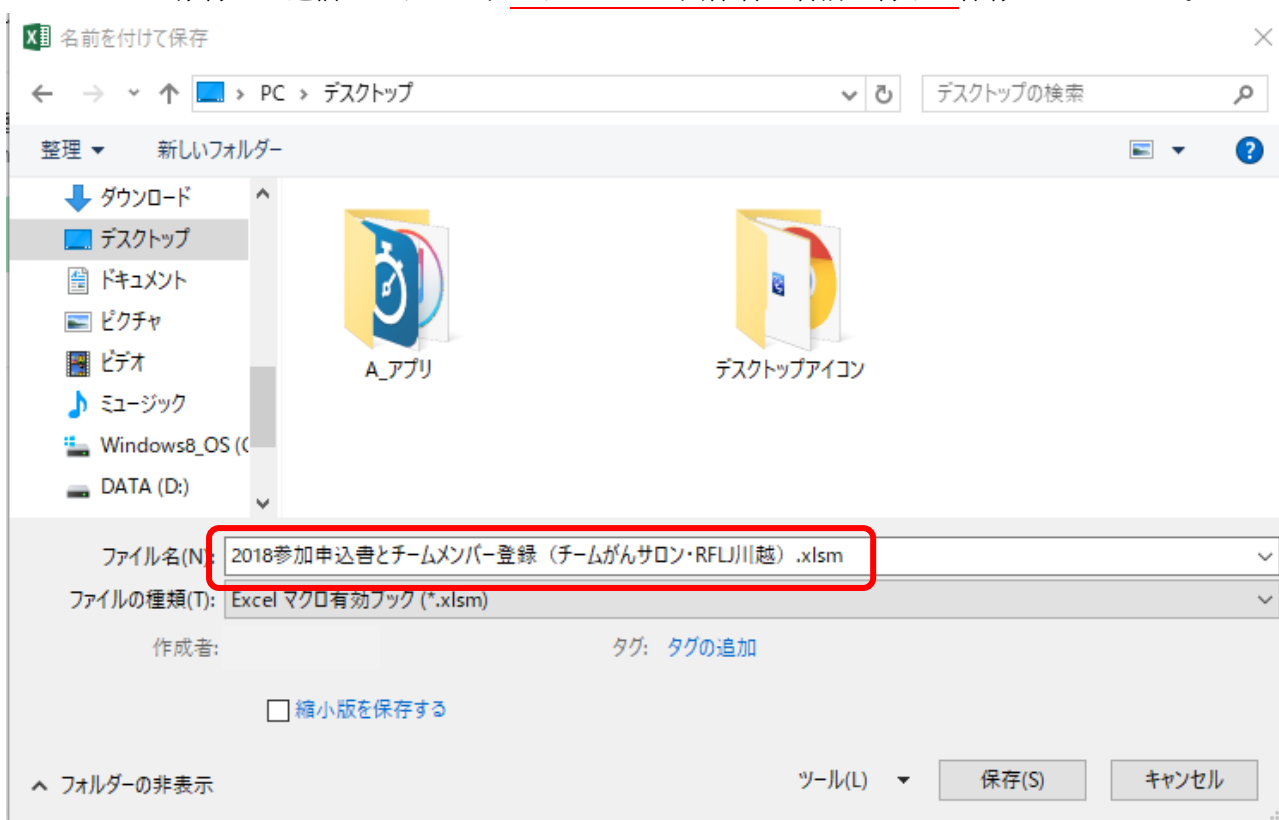 名前を付けて保存
PC › デスクトップ
デスクトップの検索
整理
新しいフォルダー
ダウンロード
デスクトップ
ドキュメント
ピクチャ
ビデオ
ミュージック
Windows8_OS (C
DATA (D:)
A_アプリ
デスクトップアイコン
ファイル名(N): 2018参加申込書とチームメンバー登録（チームがんサロン・RFLJ川越）.xlsm
ファイルの種類(T): Excel マクロ有効ブック (*.xlsm)
作成者:
タグ: タグの追加
縮小版を保存する
フォルダーの非表示
ツール(L)
保存(S)
キャンセル